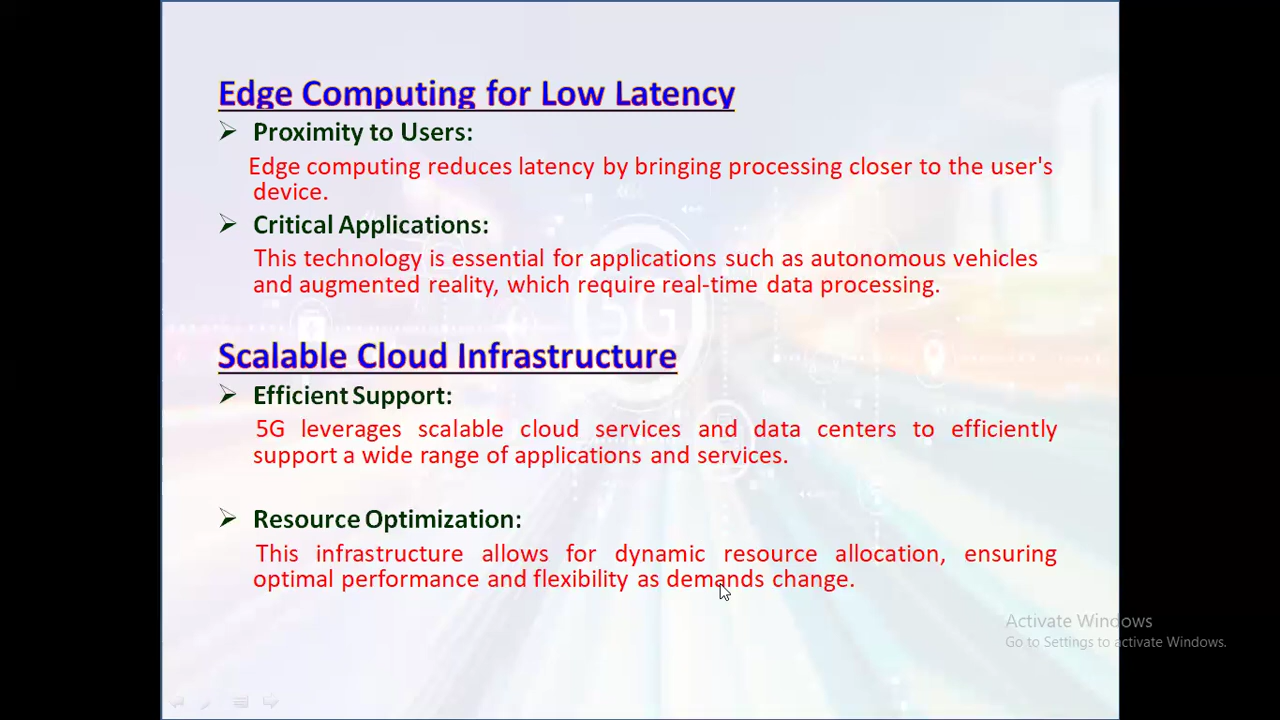 Edge Computing for Low Latency
➢ Proximity to Users:
Edge computing reduces latency by bringing processing closer to the user's
device.
➢ Critical Applications:
This technology is essential for applications such as autonomous vehicles
and augmented reality, which require real-time data processing.
5G
Scalable Cloud Infrastructure
➢ Efficient Support:
5G leverages scalable cloud services and data centers to efficiently
support a wide range of applications and services.
➢ Resource Optimization:
This infrastructure allows for dynamic resource allocation, ensuring
optimal performance and flexibility as demands change.
Activate Windows
Go to Settings to activate Windows.